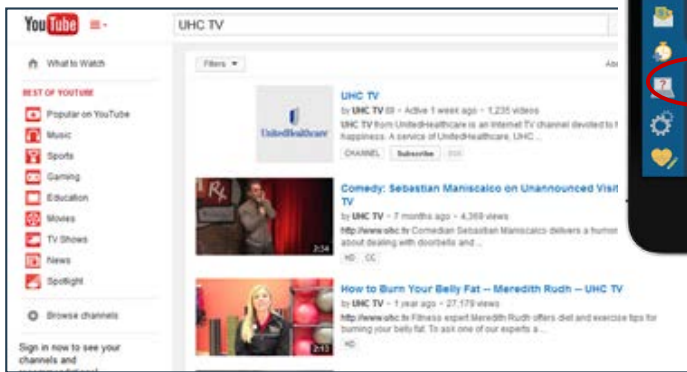 YouTube
UHC TV
What to Watch
BEST OF YOUTUBE
Popular on YouTube
Music
Sports
Gaming
Education
Movies
TV Shows
News
Spotlight
Browse channels
Sign in now to see your
channels and
recommendations!
Filters
UHC TV
by UHC TV • Active 1 week ago • 1,235 videos
UHC TV from UnitedHealthcare is an Internet TV channel devoted to
happiness. A service of UnitedHealthcare, UHC ...
CHANNEL Subscribe
UnitedHealthcare
Comedy: Sebastian Maniscalco on Unannounced
TV
by UHC TV • 7 months ago • 4,369 views
http://www.uhc.tv Comedian Sebastian Maniscalco delivers a
about dealing with doorbells and ...
HD CC
2:34
How to Burn Your Belly Fat -- Meredith Rudh -- UHC TV
by UHC TV • 1 year ago • 27,179 views
http://www.uhc.tv Fitness expert Meredith Rudh offers diet and exercise tips for
burning your belly fat. To ask one of our experts a ...
HD
2:13
?